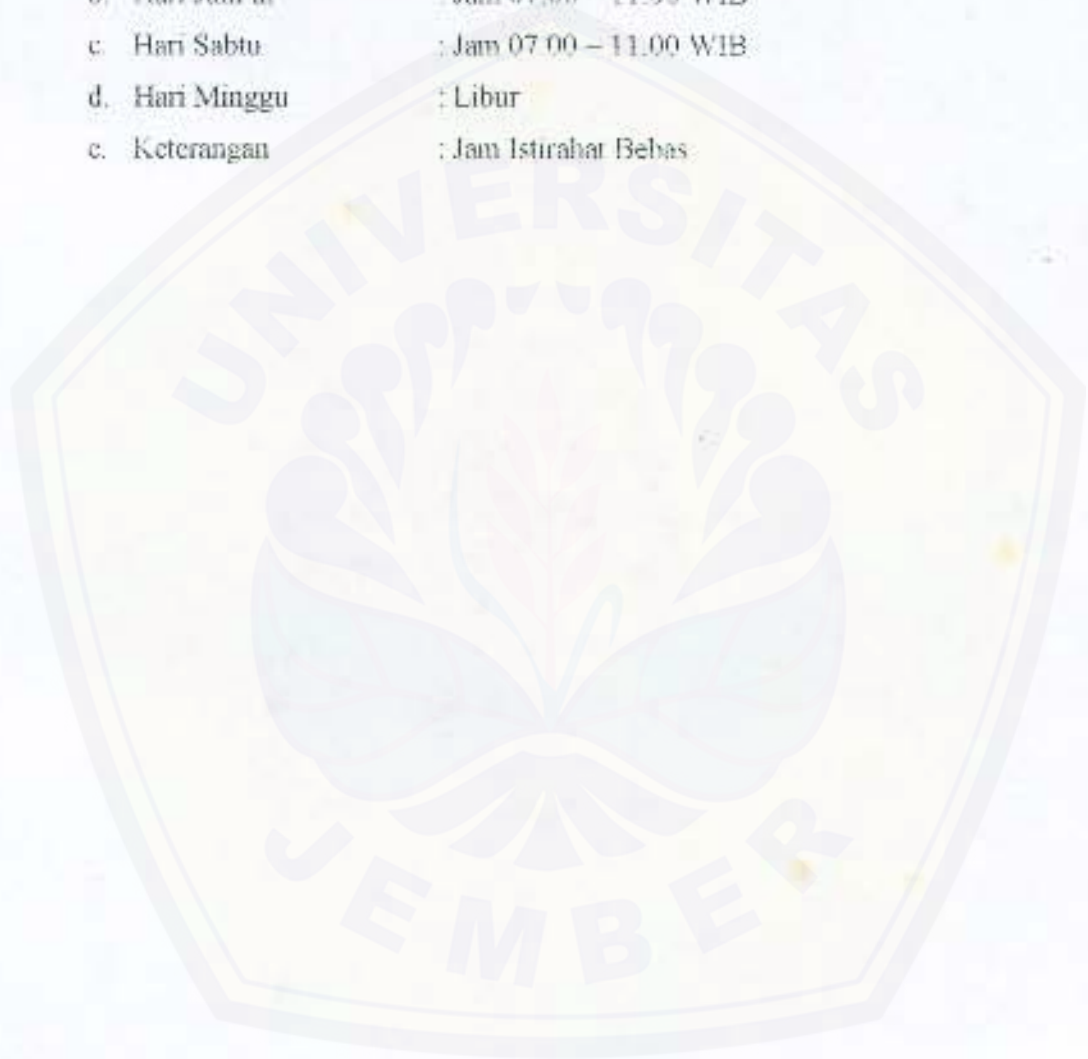 c. Hari Sabtu : Jam 07.00 – 11.00 WIB
d. Hari Minggu : Libur
e. Keterangan : Jam Istirahat Bebas
UNIVERSITAS
JEMBER